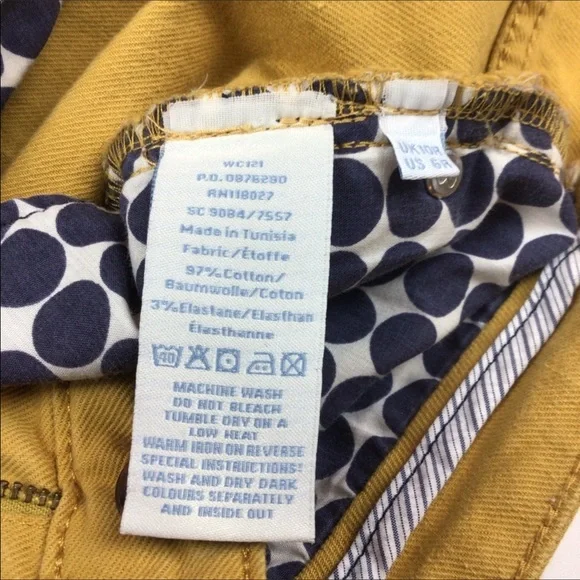 WC121
P.O. 0876290
RN118027
SC 9084/7557
Made in Tunisia
Fabric/Étoffe
97% Cotton/
Baumwolle/Coton
3%Elastane/Elasthan
Élasthanne
40
MACHINE WASH
DO NOT BLEACH
TUMBLE DRY ON A
LOW HEAT
WARM IRON ON REVERSE
SPECIAL INSTRUCTIONS:
WASH AND DRY DARK
COLOURS SEPARATELY
AND INSIDE OUT
UK10R
US 6R